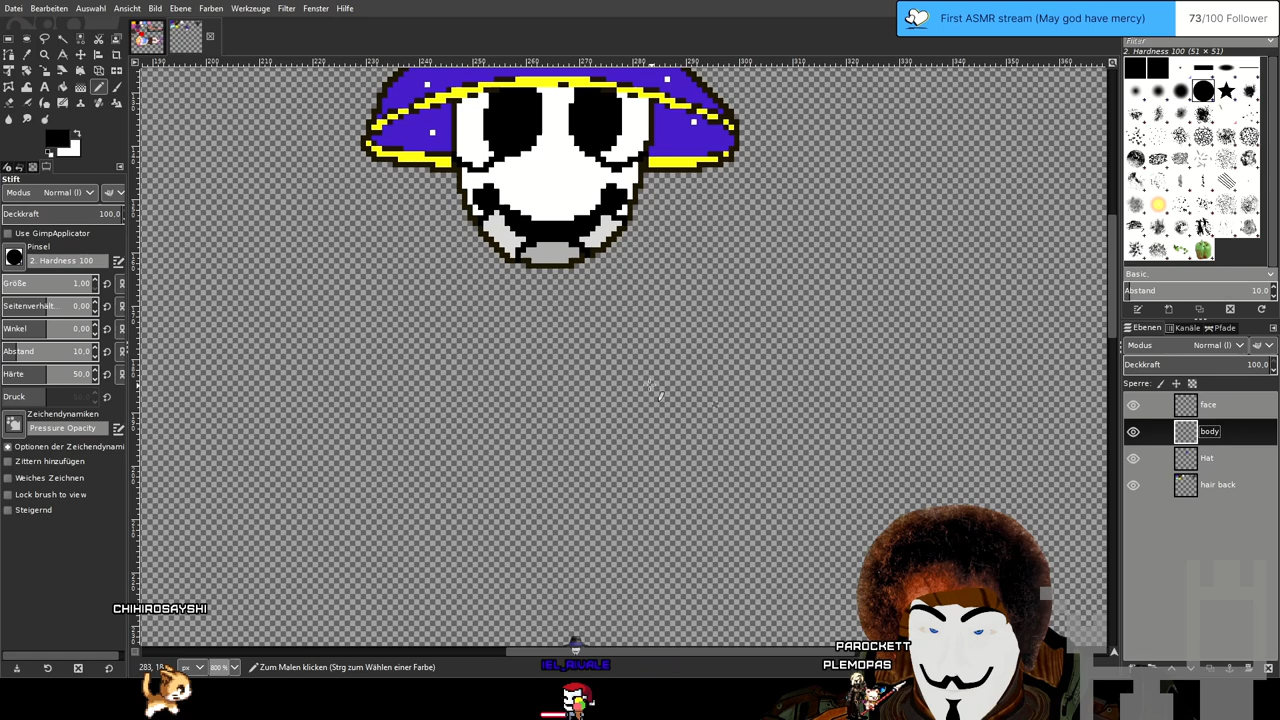 Datei Bearbeiten Auswahl Ansicht Bild Ebene Farben Werkzeuge Filter Fenster Hilfe
First ASMR stream (May god have mercy) 73/100 Follower
Filter
2. Hardness 100 (51 × 51)
Stift
Modus Normal (l)
Deckkraft 100,0
Use GimpApplicator
Pinsel
2. Hardness 100
Größe 1,00
Seitenverhält... 0,00
Winkel 0,00
Abstand 10,0
Härte 50,0
Druck
Zeichendynamiken
Pressure Opacity
Optionen der Zeichendynami
Zittern hinzufügen
Weiches Zeichnen
Lock brush to view
Steigernd
Basic,
Abstand 10,0
Ebenen Kanäle Pfade
Modus Normal (l)
Deckkraft 100,0
Sperre:
face
body
Hat
hair back
CHIHIROSAYSHI
IEL_RIVALE
PAROCKETT
PLEMOPAS
px 800 % Zum Malen klicken (Strg zum Wählen einer Farbe)